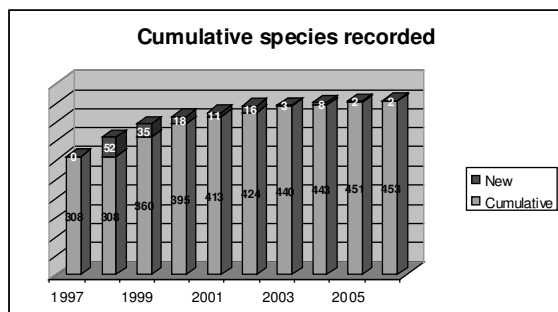 Cumulative species recorded
0 52 35 18 11 16 3 8 2 2
308 308 360 395 413 424 440 443 451 453
New
Cumulative
1997 1999 2001 2003 2005